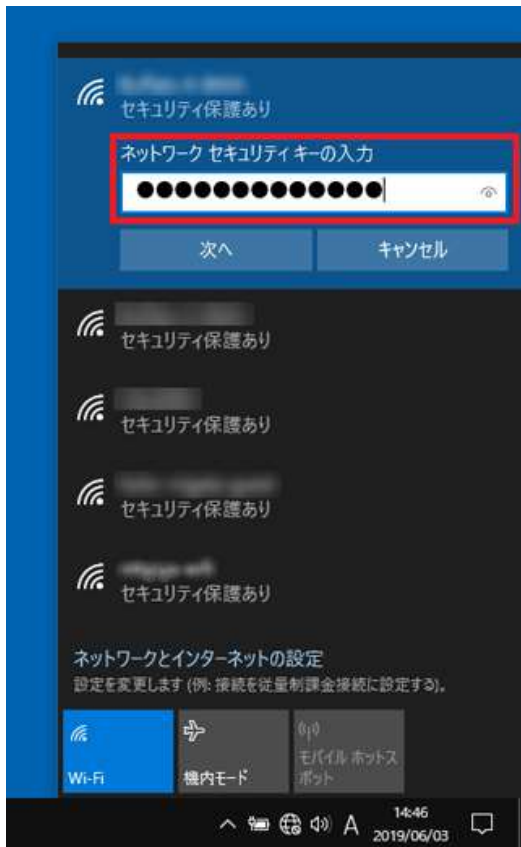 セキュリティ保護あり
ネットワーク セキュリティ キーの入力
●●●●●●●●●●●●●
次へ
キャンセル
セキュリティ保護あり
セキュリティ保護あり
セキュリティ保護あり
セキュリティ保護あり
ネットワークとインターネットの設定
設定を変更します (例: 接続を従量制課金接続に設定する)。
Wi-Fi
機内モード
モバイル ホットス
ポット
A
14:46
2019/06/03